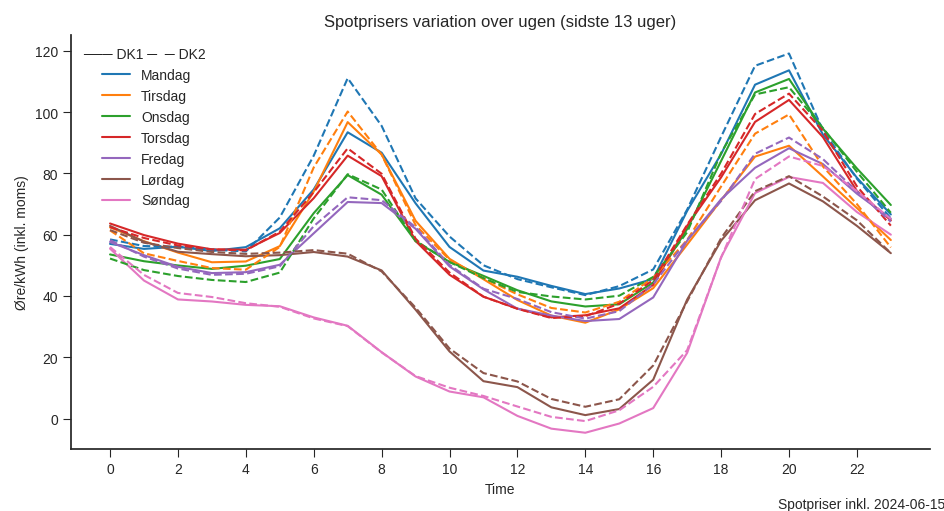 Spotprisers variation over ugen (sidste 13 uger)
DK1 DK2
Mandag
Tirsdag
Onsdag
Torsdag
Fredag
Lørdag
Søndag
Øre/kWh (inkl. moms)
120
100
80
60
40
20
0
0 2 4 6 8 10 12 14 16 18 20 22
Time
Spotpriser inkl. 2024-06-15